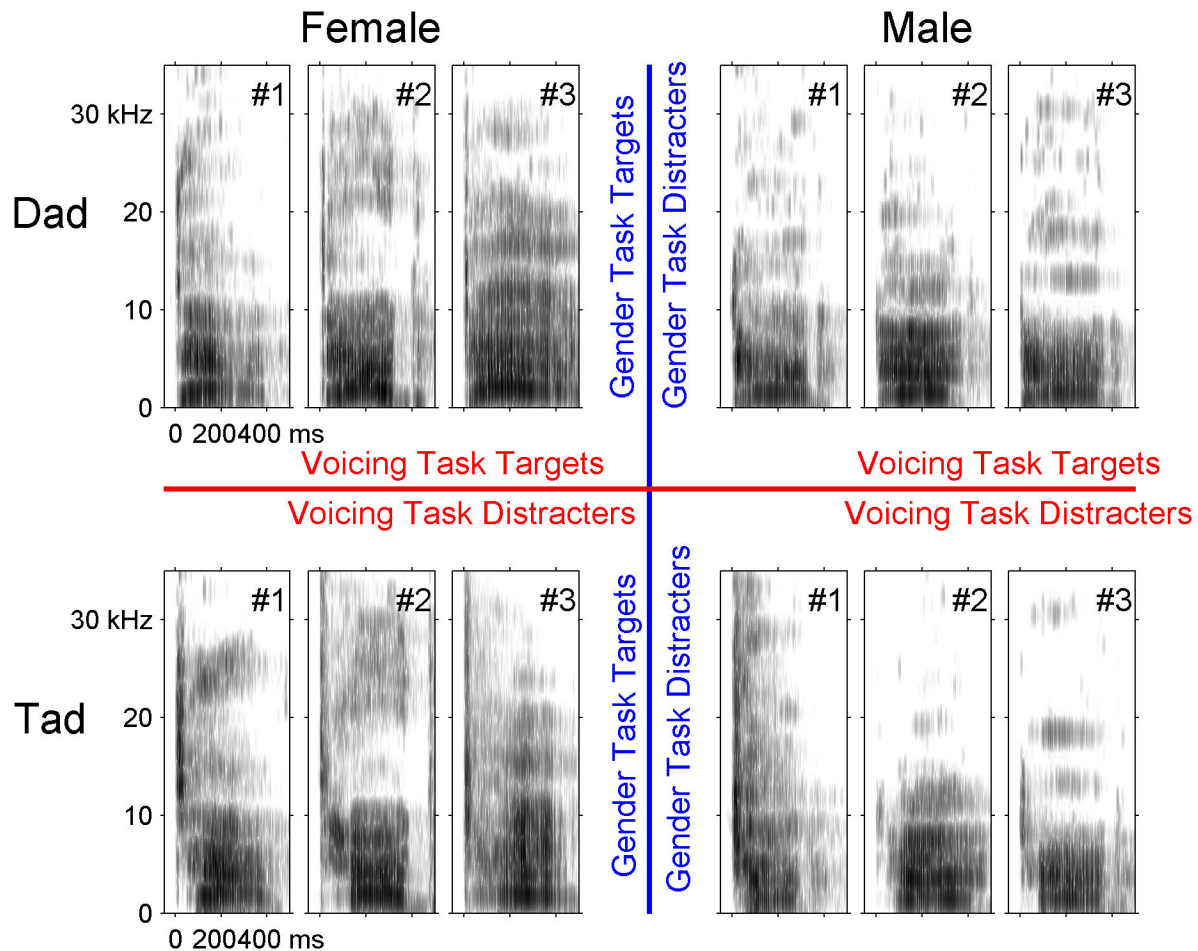 Female
Male
Dad
#1
#2
#3
#1
#2
#3
30 kHz
20
10
0
0 200400 ms
Gender Task Targets
Gender Task Distracters
Voicing Task Targets
Voicing Task Targets
Voicing Task Distracters
Voicing Task Distracters
Tad
#1
#2
#3
#1
#2
#3
30 kHz
20
10
0
0 200400 ms
Gender Task Targets
Gender Task Distracters